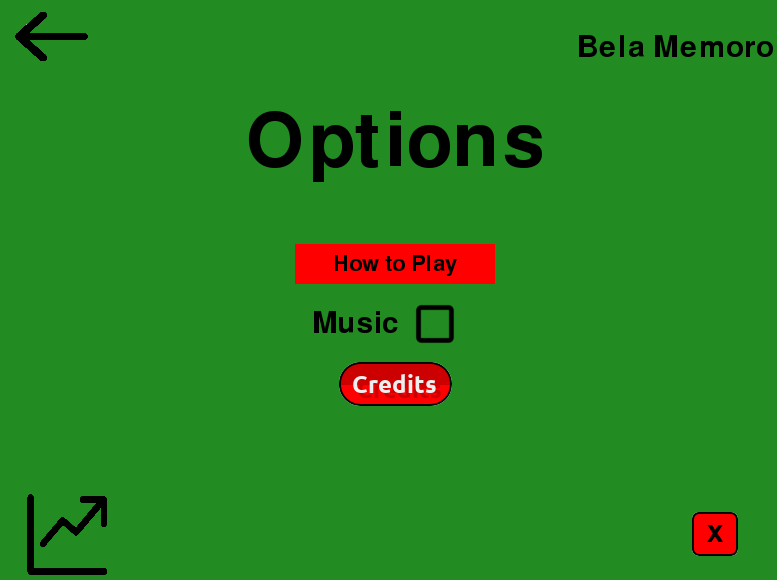 Bela Memoro
Options
How to Play
Music
Credits
X